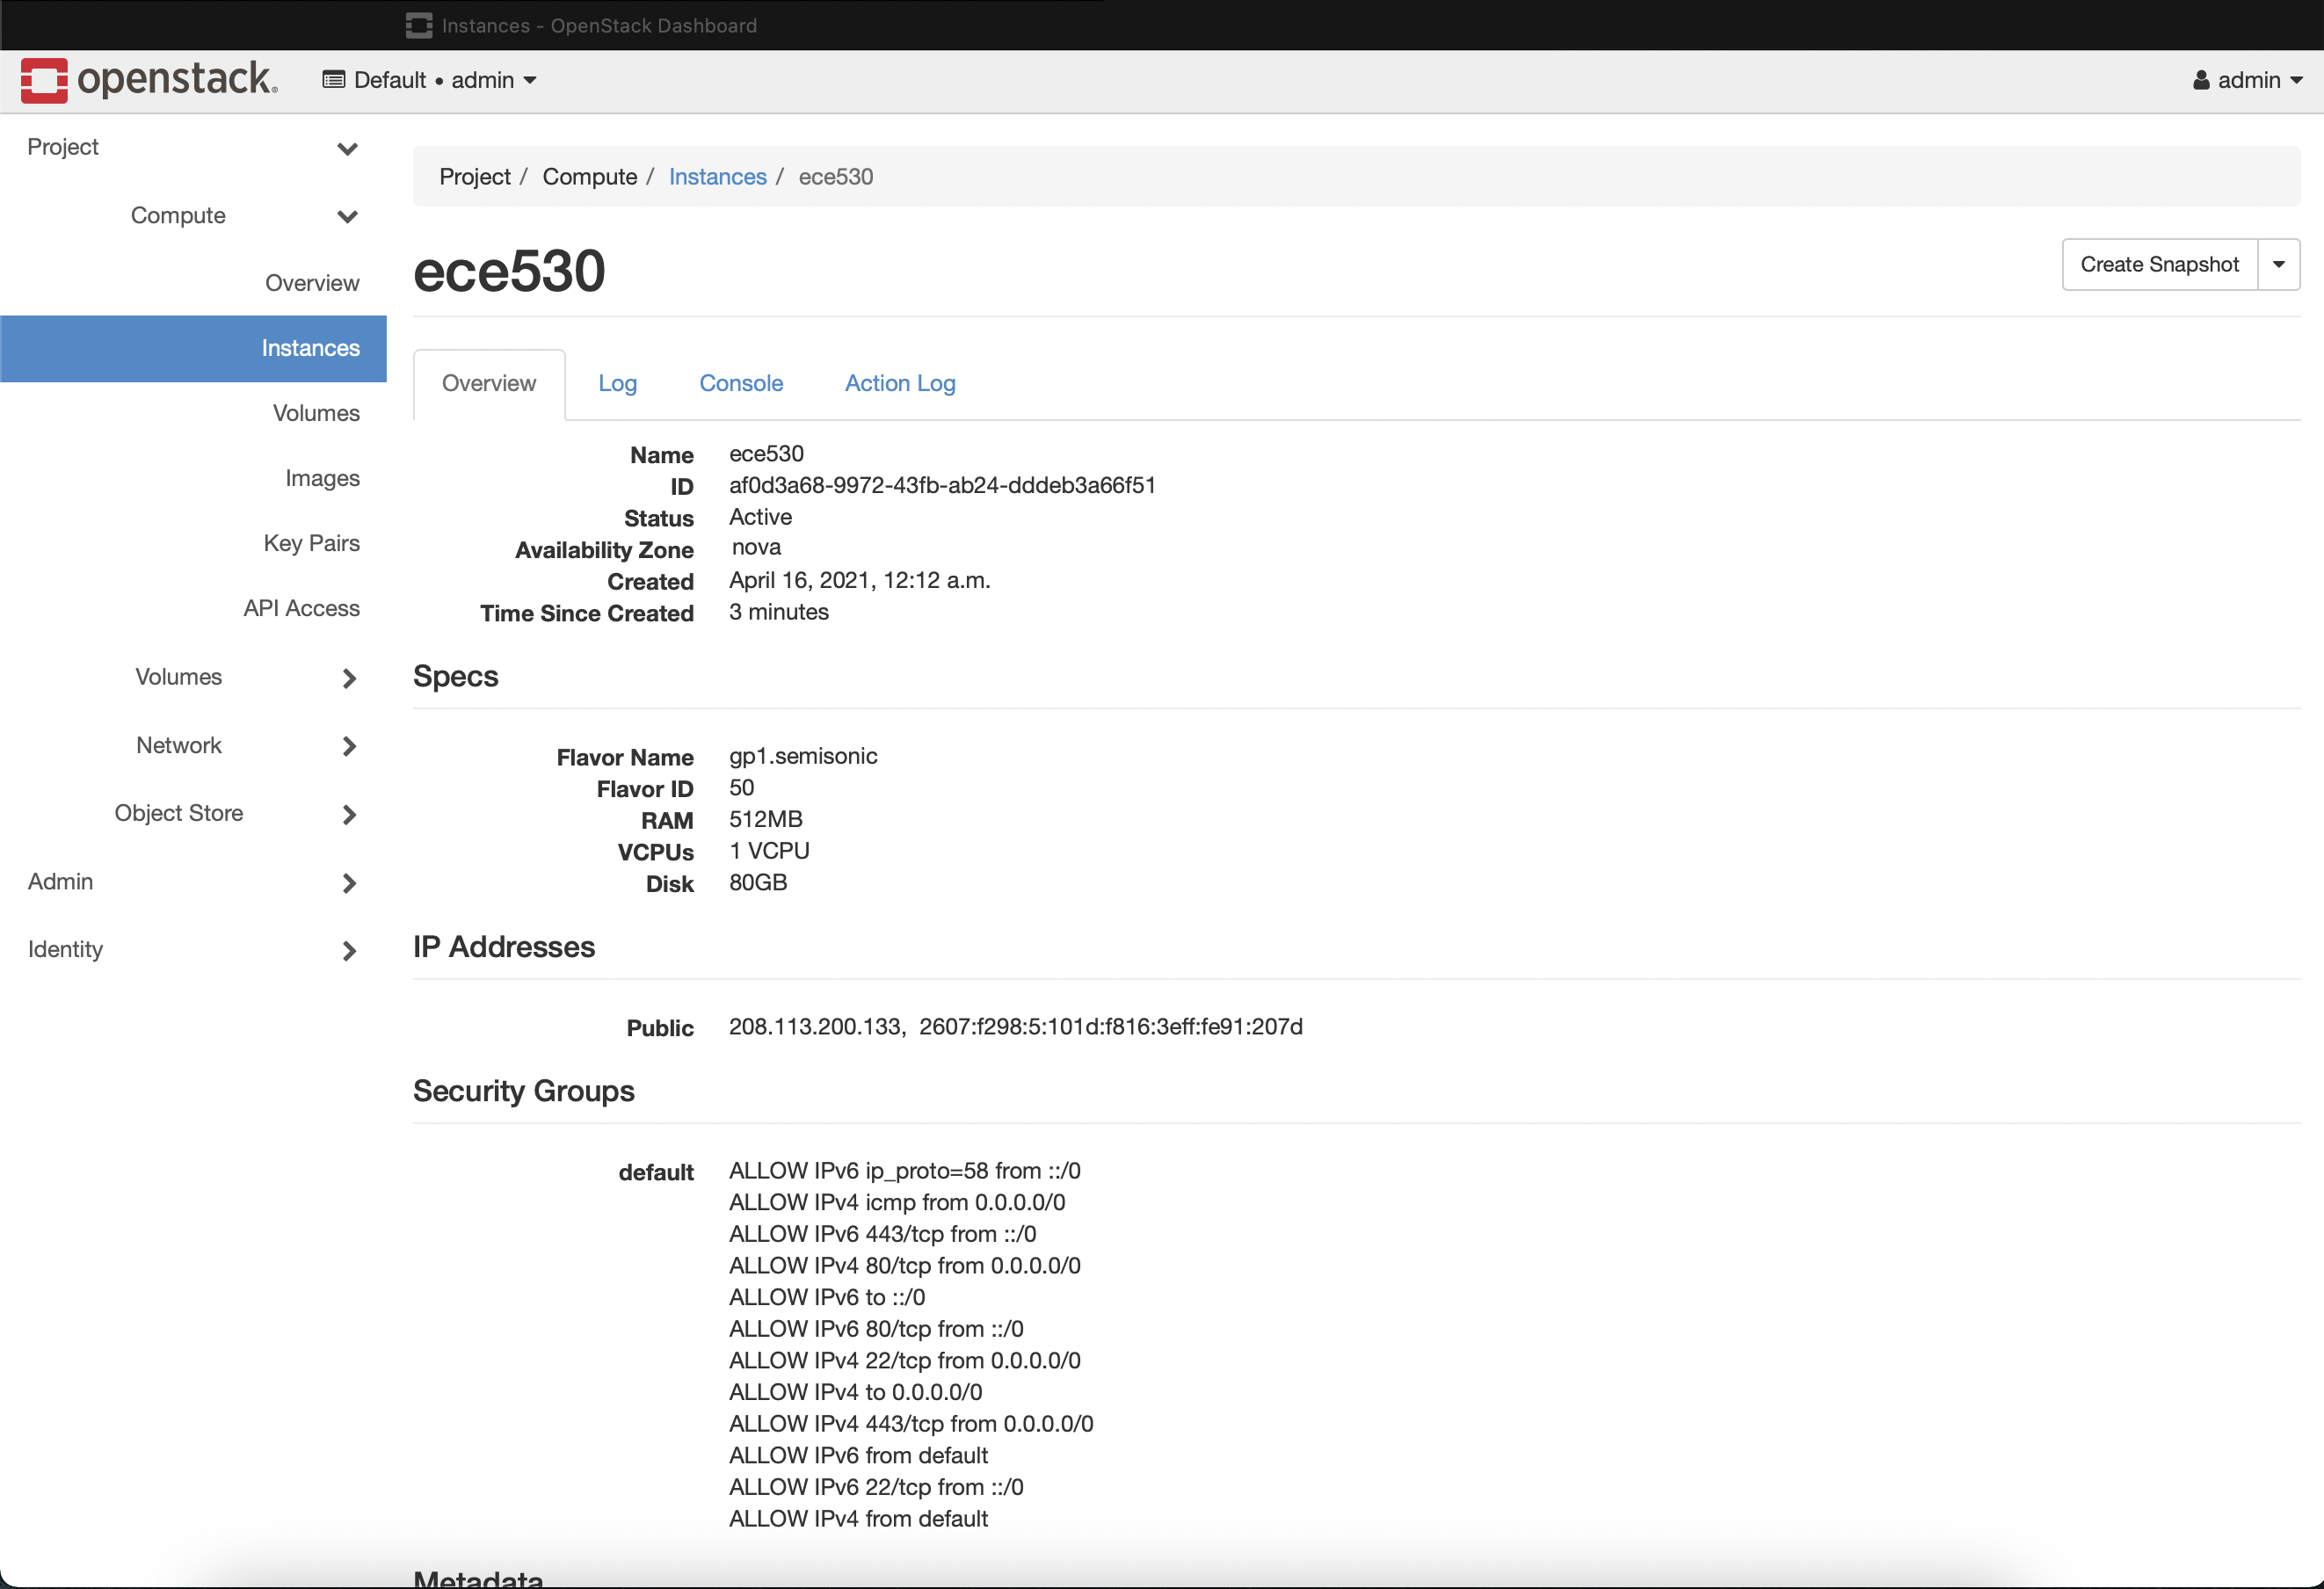 Instances - OpenStack Dashboard
openstack.
Default • admin
admin
Project
Compute
Overview
Instances
Volumes
Images
Key Pairs
API Access
Volumes
Network
Object Store
Admin
Identity
Project / Compute / Instances / ece530
ece530
Create Snapshot
Overview Log Console Action Log
Name ece530
ID af0d3a68-9972-43fb-ab24-dddeb3a66f51
Status Active
Availability Zone nova
Created April 16, 2021, 12:12 a.m.
Time Since Created 3 minutes
Specs
Flavor Name gp1.semisonic
Flavor ID 50
RAM 512MB
VCPUs 1 VCPU
Disk 80GB
IP Addresses
Public 208.113.200.133, 2607:f298:5:101d:f816:3eff:fe91:207d
Security Groups
default ALLOW IPv6 ip_proto=58 from ::/0
ALLOW IPv4 icmp from 0.0.0.0/0
ALLOW IPv6 443/tcp from ::/0
ALLOW IPv4 80/tcp from 0.0.0.0/0
ALLOW IPv6 to ::/0
ALLOW IPv6 80/tcp from ::/0
ALLOW IPv4 22/tcp from 0.0.0.0/0
ALLOW IPv4 to 0.0.0.0/0
ALLOW IPv4 443/tcp from 0.0.0.0/0
ALLOW IPv6 from default
ALLOW IPv6 22/tcp from ::/0
ALLOW IPv4 from default
Metadata